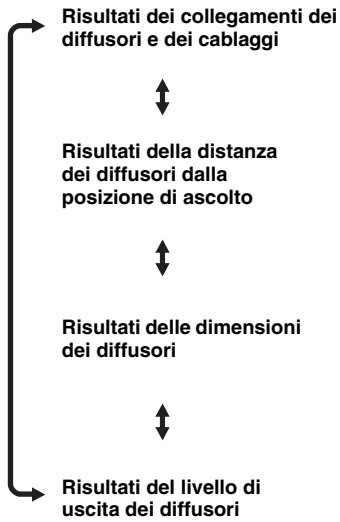 Risultati dei collegamenti dei
diffusori e dei cablaggi
Risultati della distanza
dei diffusori dalla
posizione di ascolto
Risultati delle dimensioni
dei diffusori
Risultati del livello di
uscita dei diffusori